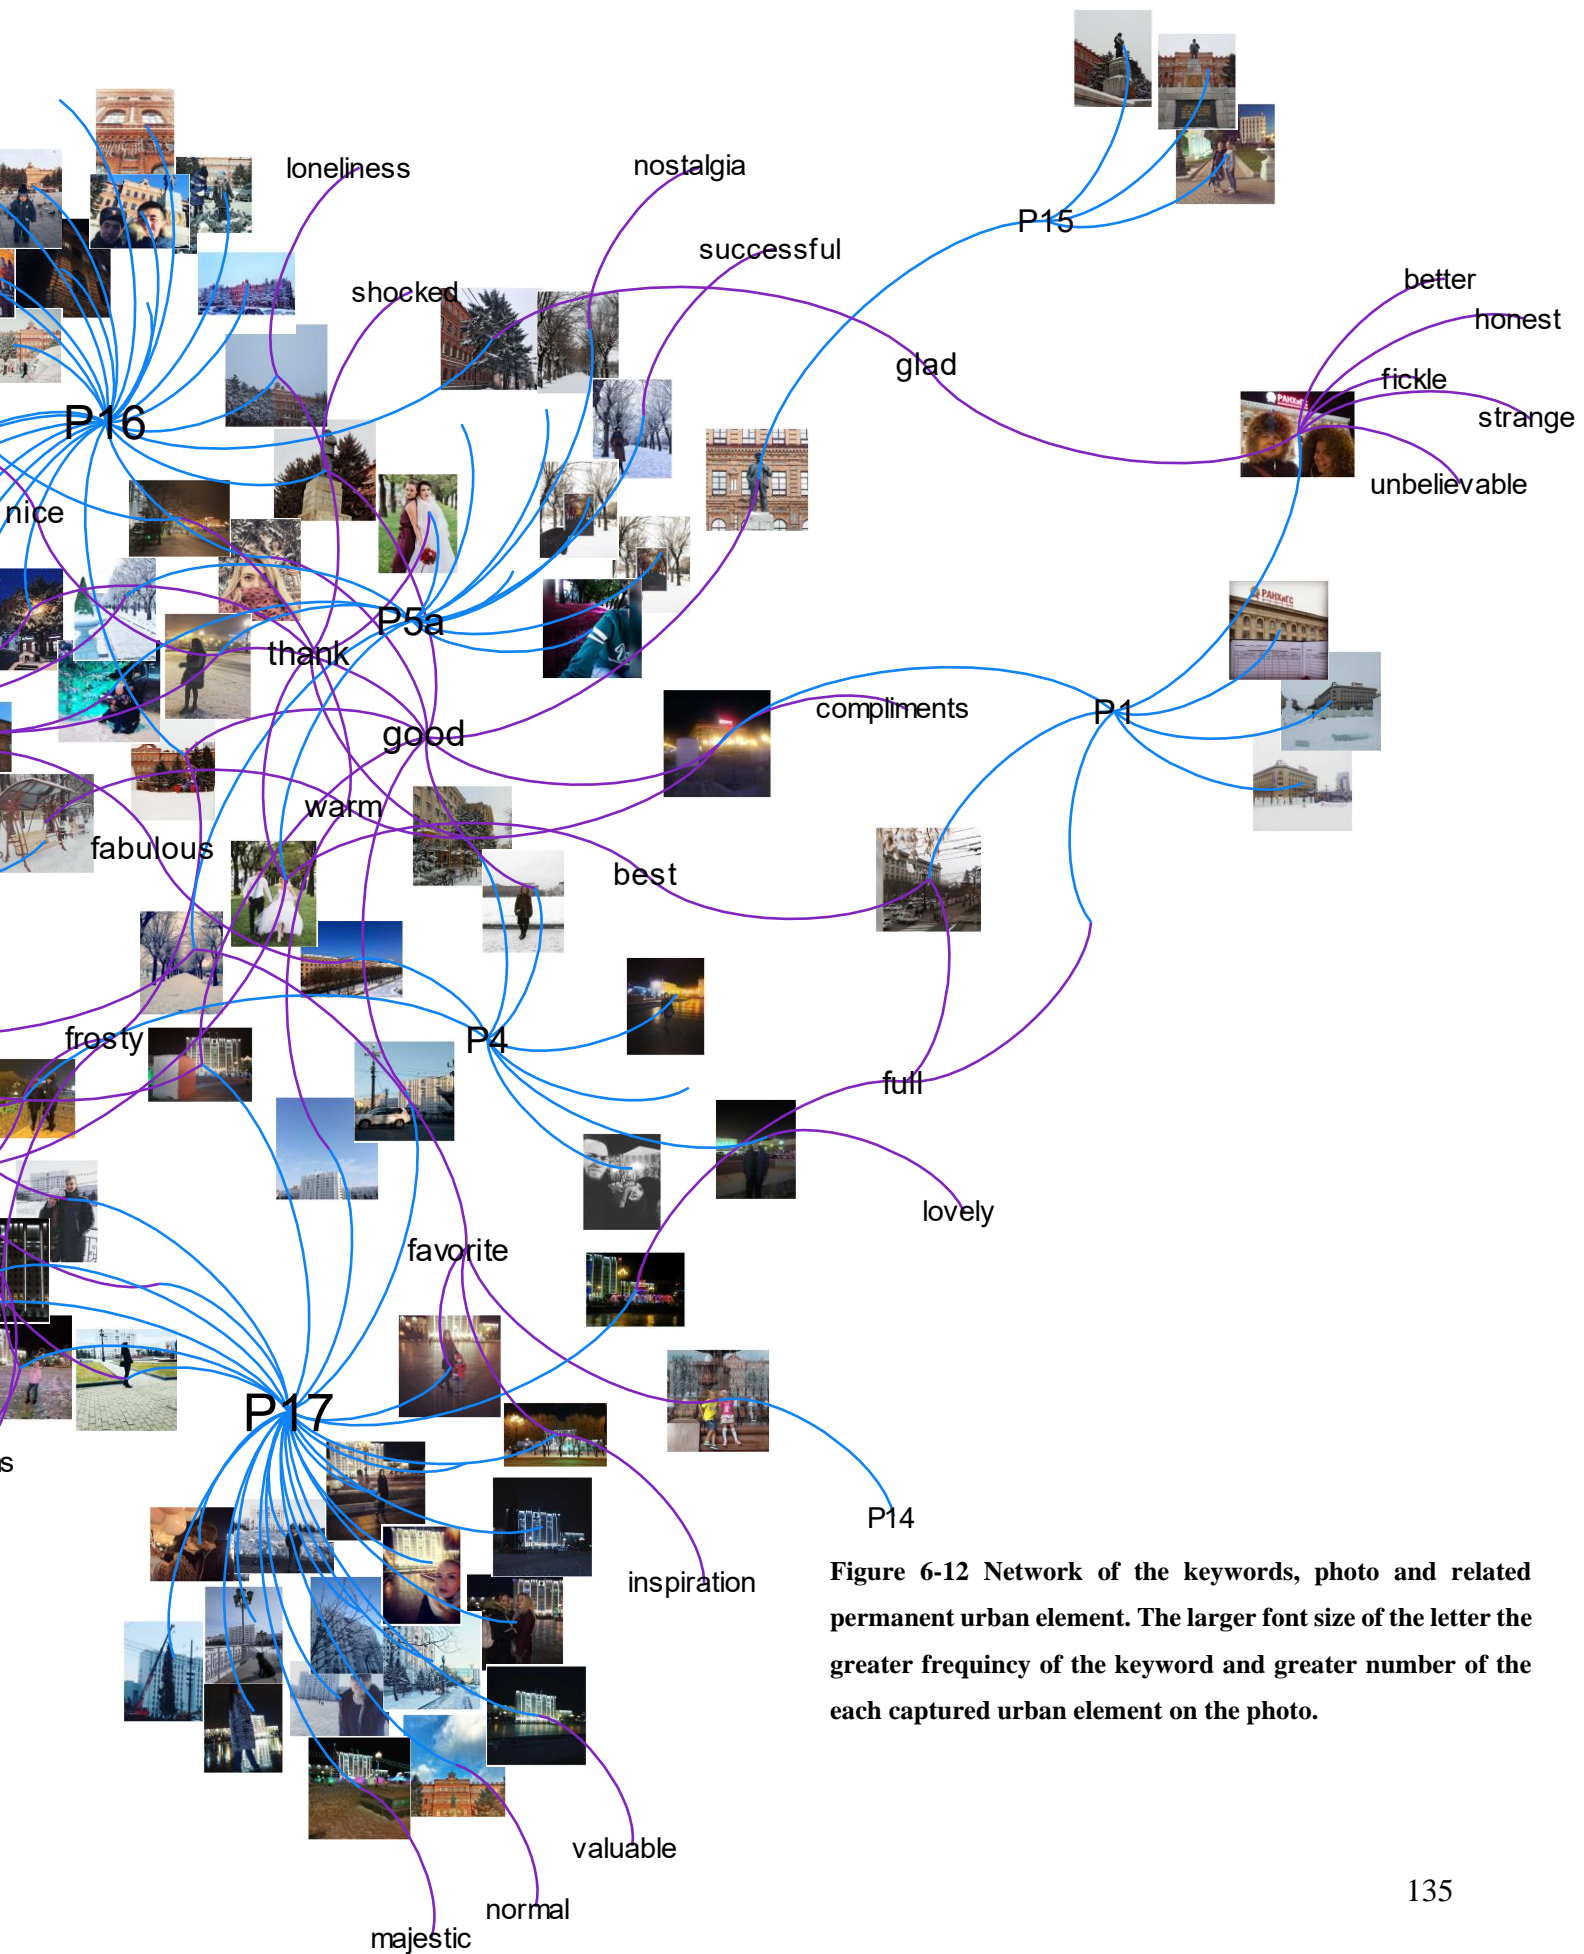 loneliness
nostalgia
P15
successful
better
shocked
honest
glad
fickle
РАНХиГС
strange
P16
unbelievable
nice
РАНХиГС
P5a
thank
compliments
P1
good
warm
fabulous
best
frosty
P4
full
lovely
favorite
P17
s
P14
Figure 6-12 Network of the keywords, photo and related
permanent urban element. The larger font size of the letter the
greater frequincy of the keyword and greater number of the
each captured urban element on the photo.
inspiration
valuable
135
normal
majestic